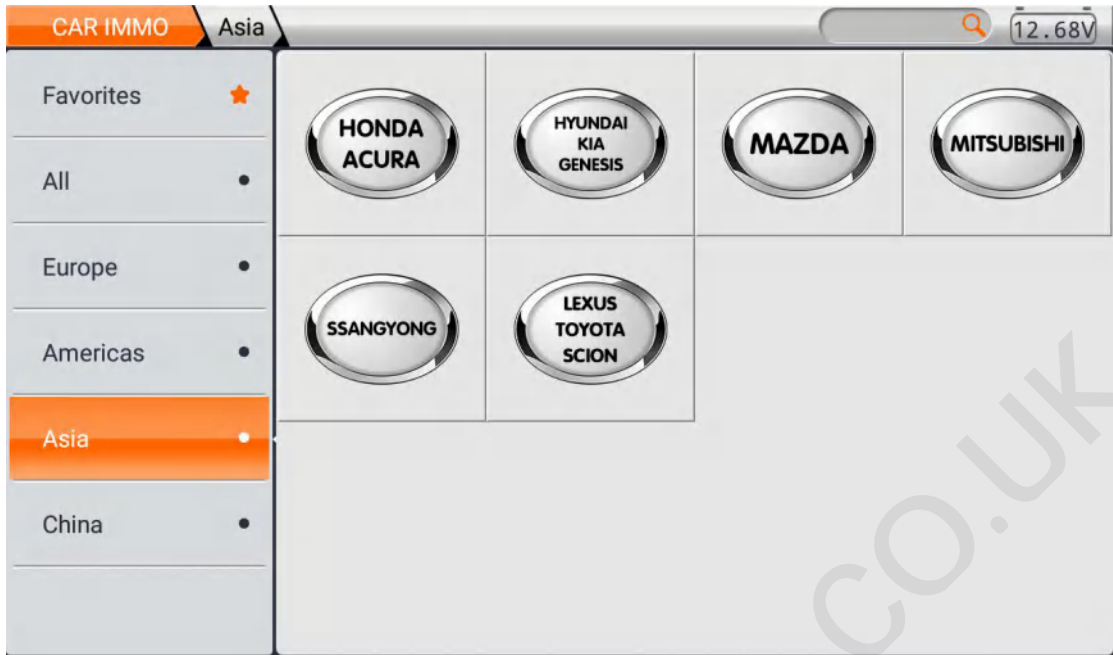 CAR IMMO
Asia
12.68V
Favorites
All
Europe
Americas
Asia
China
HONDA
ACURA
HYUNDAI
KIA
GENESIS
MAZDA
MITSUBISHI
SSANGYONG
LEXUS
TOYOTA
SCION
CO.UK